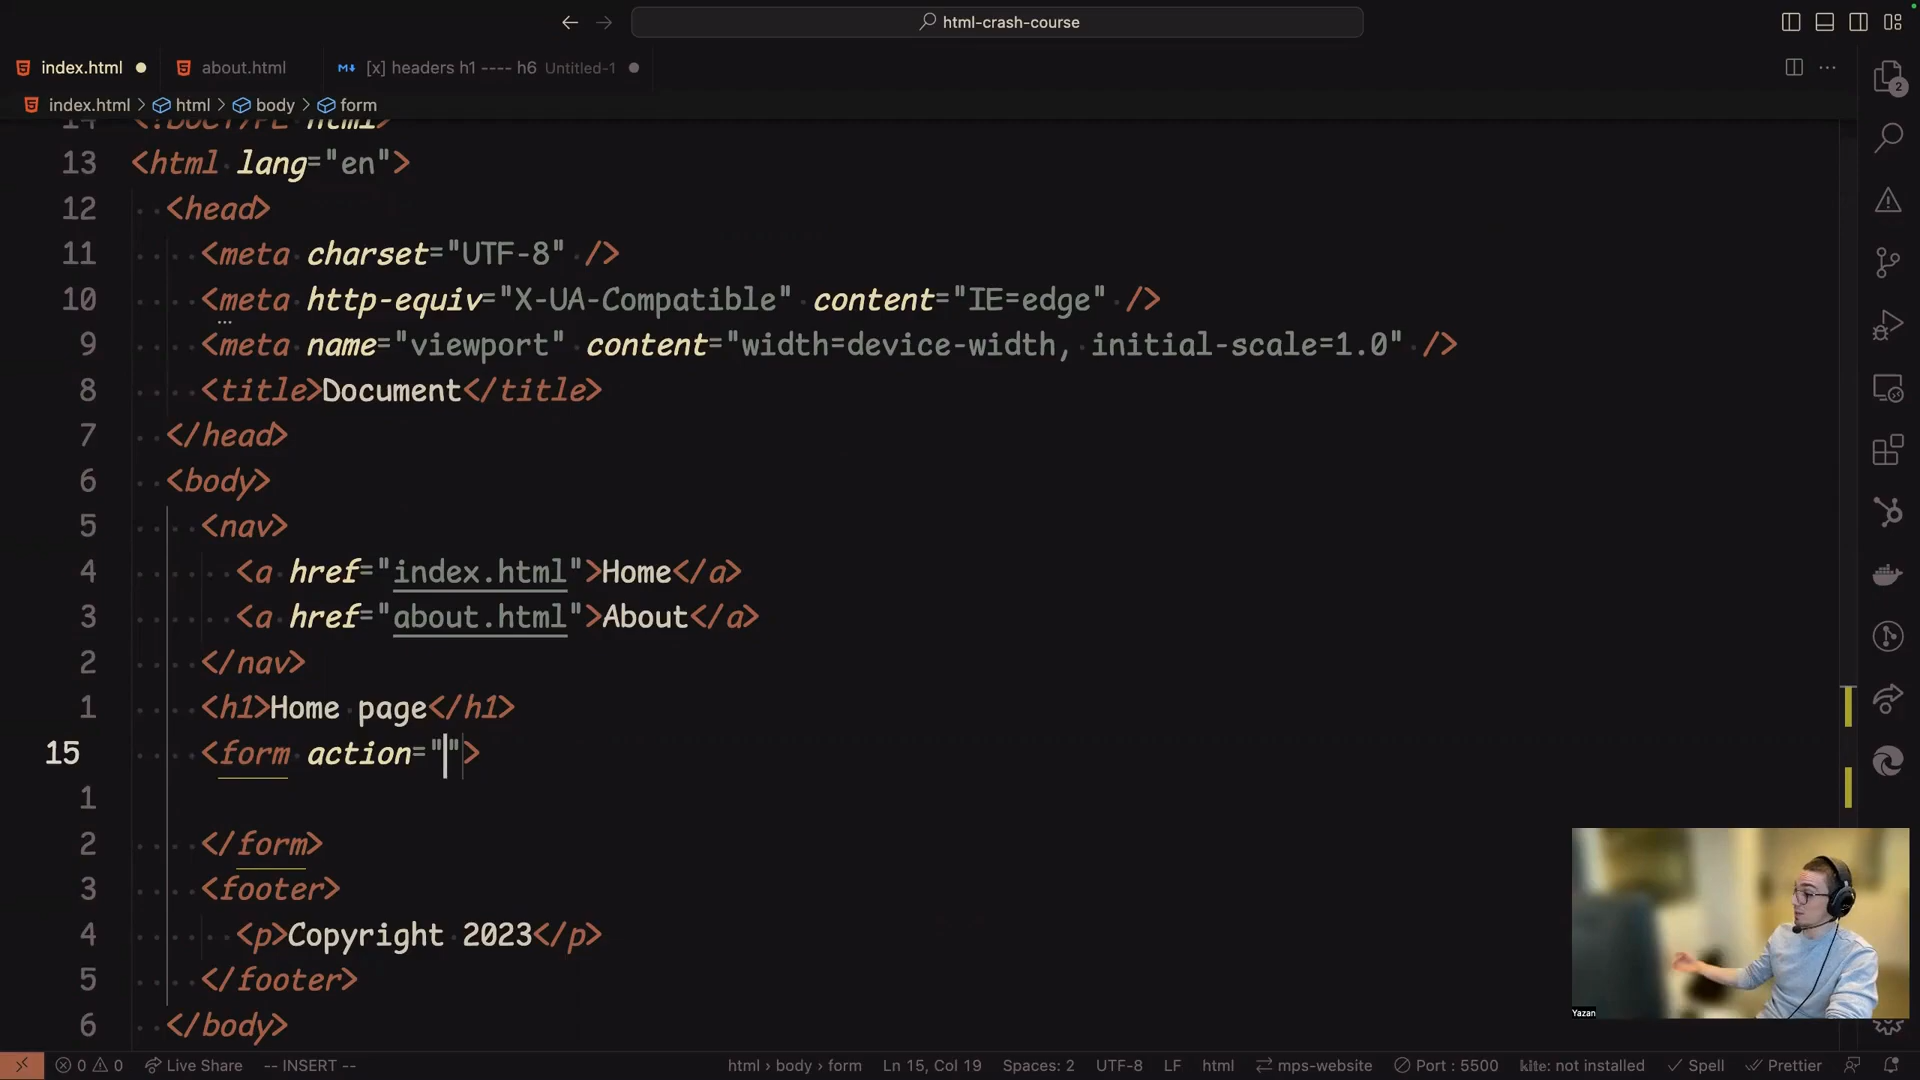 html-crash-course
index.html
about.html
[x] headers h1 ---- h6 Untitled-1
index.html > html > body > form
14 <!DOCTYPE html>
13 <html lang="en">
12 <head>
11 <meta charset="UTF-8" />
10 <meta http-equiv="X-UA-Compatible" content="IE=edge" />
9 <meta name="viewport" content="width=device-width, initial-scale=1.0" />
8 <title>Document</title>
7 </head>
6 <body>
5 <nav>
4 <a href="index.html">Home</a>
3 <a href="about.html">About</a>
2 </nav>
1 <h1>Home page</h1>
15 <form action="">
1
2 </form>
3 <footer>
4 <p>Copyright 2023</p>
5 </footer>
6 </body>
2
Yazan
0 0 Live Share -- INSERT -- html > body > form Ln 15, Col 19 Spaces: 2 UTF-8 LF html mps-website Port : 5500 kite: not installed Spell Prettier